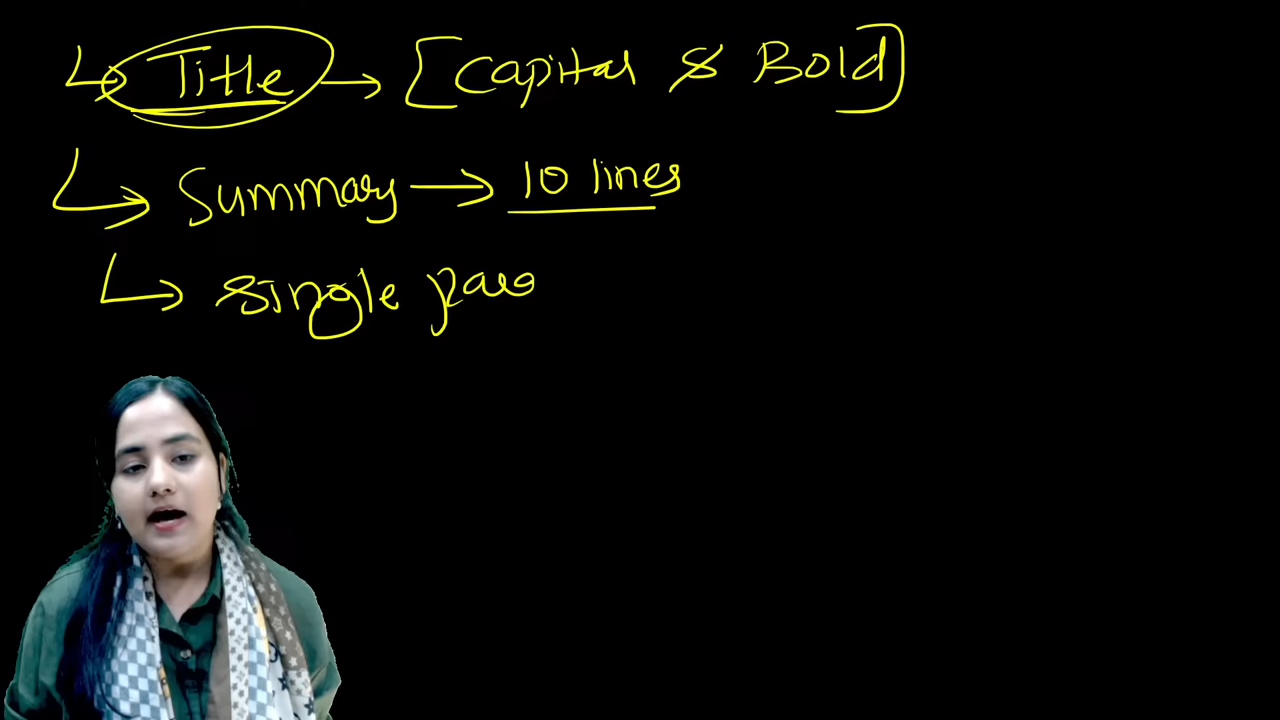 Title → [Capital & Bold]
Summary → 10 lines
single para